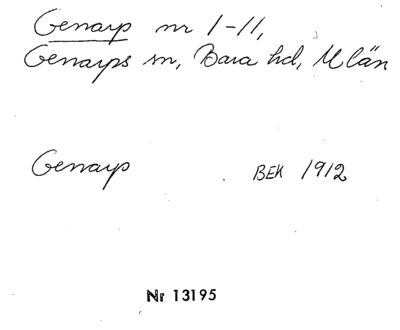 Genarp nr 1-11,
Genarps sn, Bara hd, M län
Genarp BEK 1912
Nr 13195